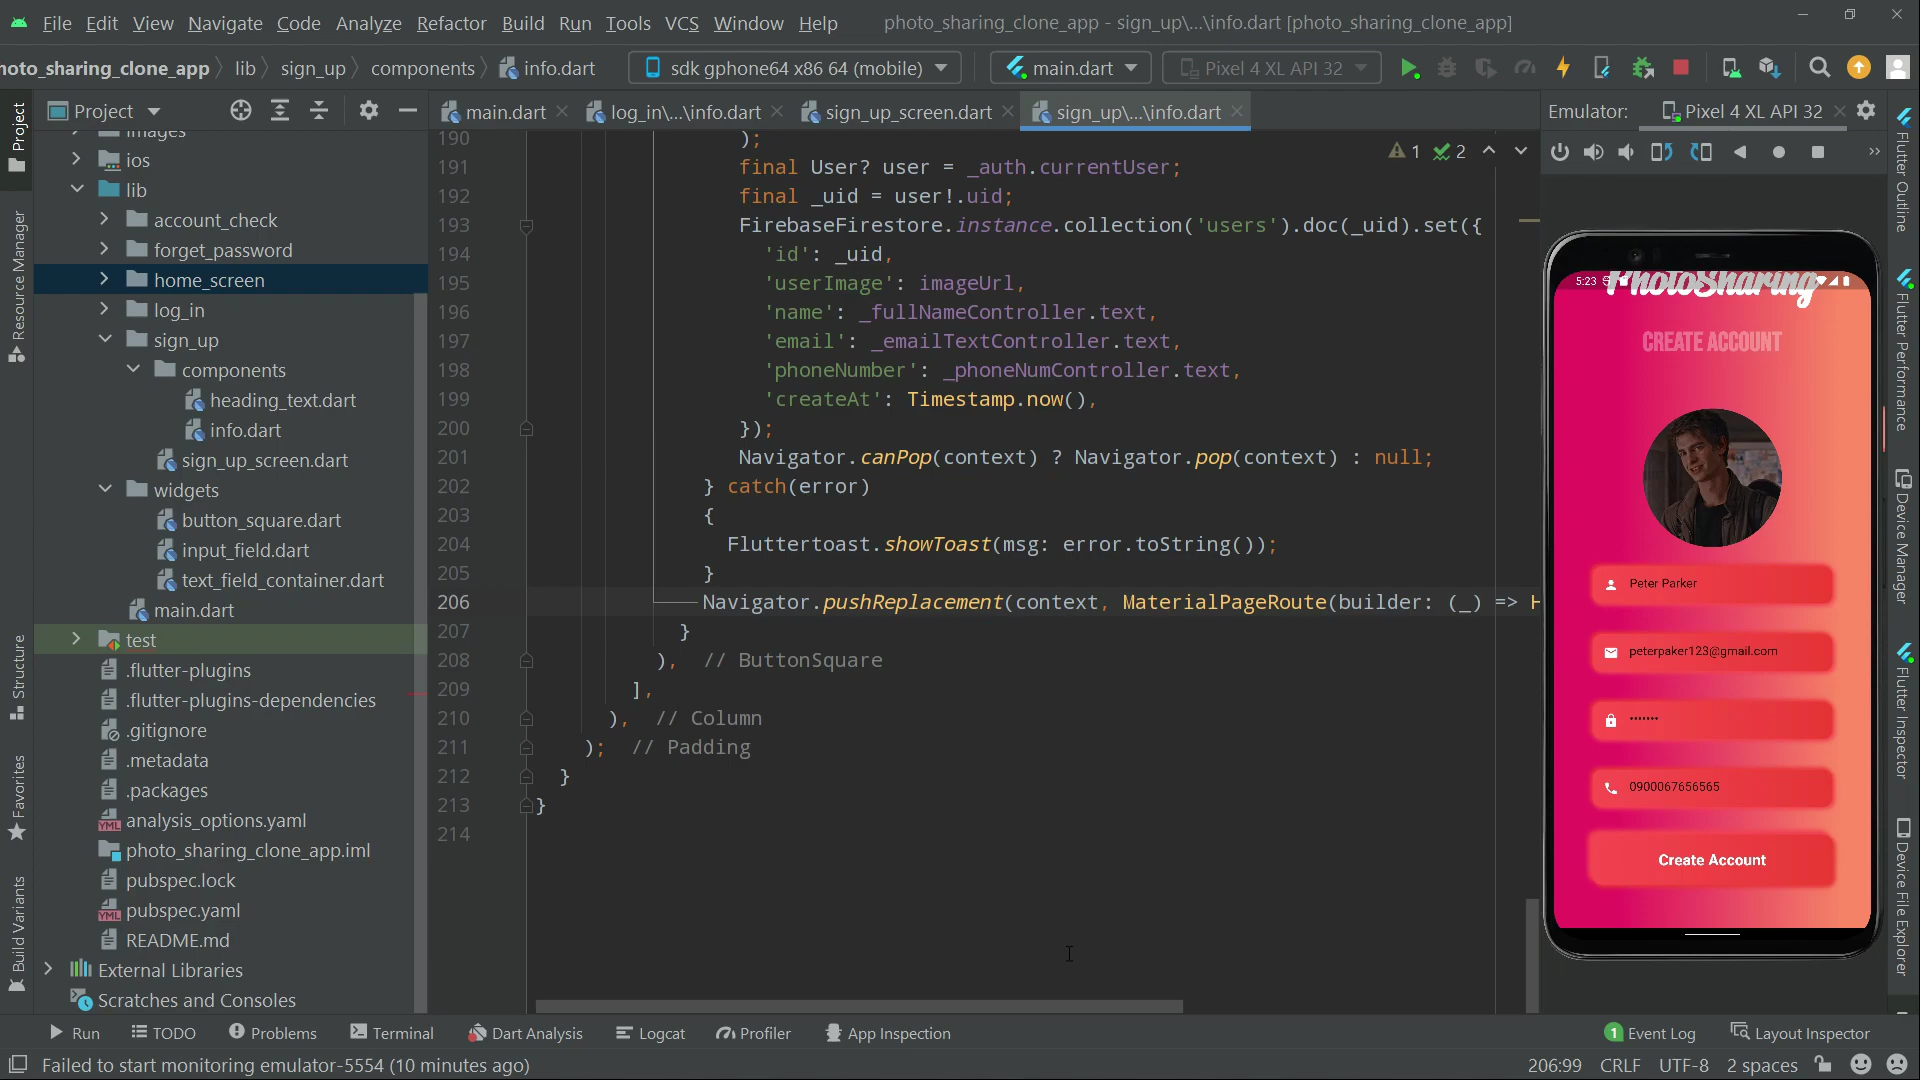 File Edit View Navigate Code Analyze Refactor Build Run Tools VCS Window Help photo_sharing_clone_app - sign_up\...\info.dart [photo_sharing_clone_app]
hoto_sharing_clone_app lib sign_up components info.dart sdk gphone64 x86 64 (mobile) main.dart Pixel 4 XL API 32
Project main.dart log_in\...\info.dart sign_up_screen.dart sign_up\...\info.dart Emulator: Pixel 4 XL API 32
images
ios
lib
account_check
forget_password
home_screen
log_in
sign_up
components
heading_text.dart
info.dart
sign_up_screen.dart
widgets
button_square.dart
input_field.dart
text_field_container.dart
main.dart
test
.flutter-plugins
.flutter-plugins-dependencies
.gitignore
.metadata
.packages
analysis_options.yaml
photo_sharing_clone_app.iml
pubspec.lock
pubspec.yaml
README.md
External Libraries
Scratches and Consoles
Project
Resource Manager
Structure
Favorites
Build Variants
1 2
190 );
191 final User? user = _auth.currentUser;
192 final _uid = user!.uid;
193 FirebaseFirestore.instance.collection('users').doc(_uid).set({
194 'id': _uid,
195 'userImage': imageUrl,
196 'name': _fullNameController.text,
197 'email': _emailTextController.text,
198 'phoneNumber': _phoneNumController.text,
199 'createAt': Timestamp.now(),
200 });
201 Navigator.canPop(context) ? Navigator.pop(context) : null;
202 } catch(error)
203 {
204 Fluttertoast.showToast(msg: error.toString());
205 }
206 Navigator.pushReplacement(context, MaterialPageRoute(builder: (_) => H
207 }
208 ), // ButtonSquare
209 ],
210 ), // Column
211 ); // Padding
212 }
213 }
214
5:23
PhotoSharing
CREATE ACCOUNT
Peter Parker
peterpaker123@gmail.com
•••••••
0900067656565
Create Account
Flutter Outline
Flutter Performance
Device Manager
Flutter Inspector
Device File Explorer
Run TODO Problems Terminal Dart Analysis Logcat Profiler App Inspection 1 Event Log Layout Inspector
Failed to start monitoring emulator-5554 (10 minutes ago) 206:99 CRLF UTF-8 2 spaces